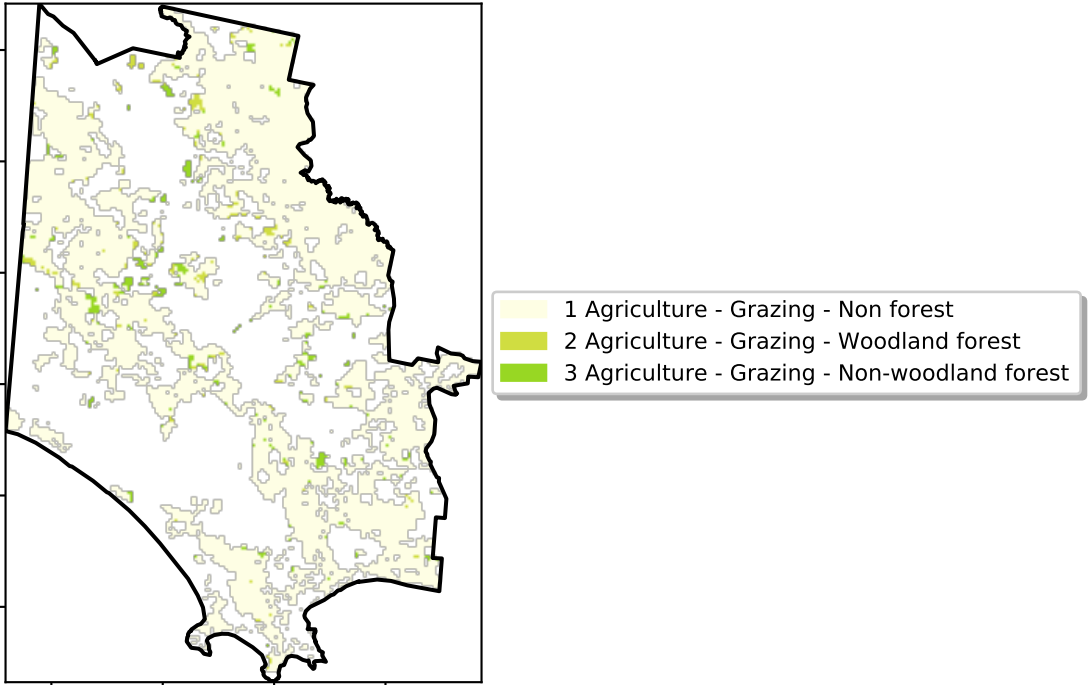 1 Agriculture - Grazing - Non forest
2 Agriculture - Grazing - Woodland forest
3 Agriculture - Grazing - Non-woodland forest